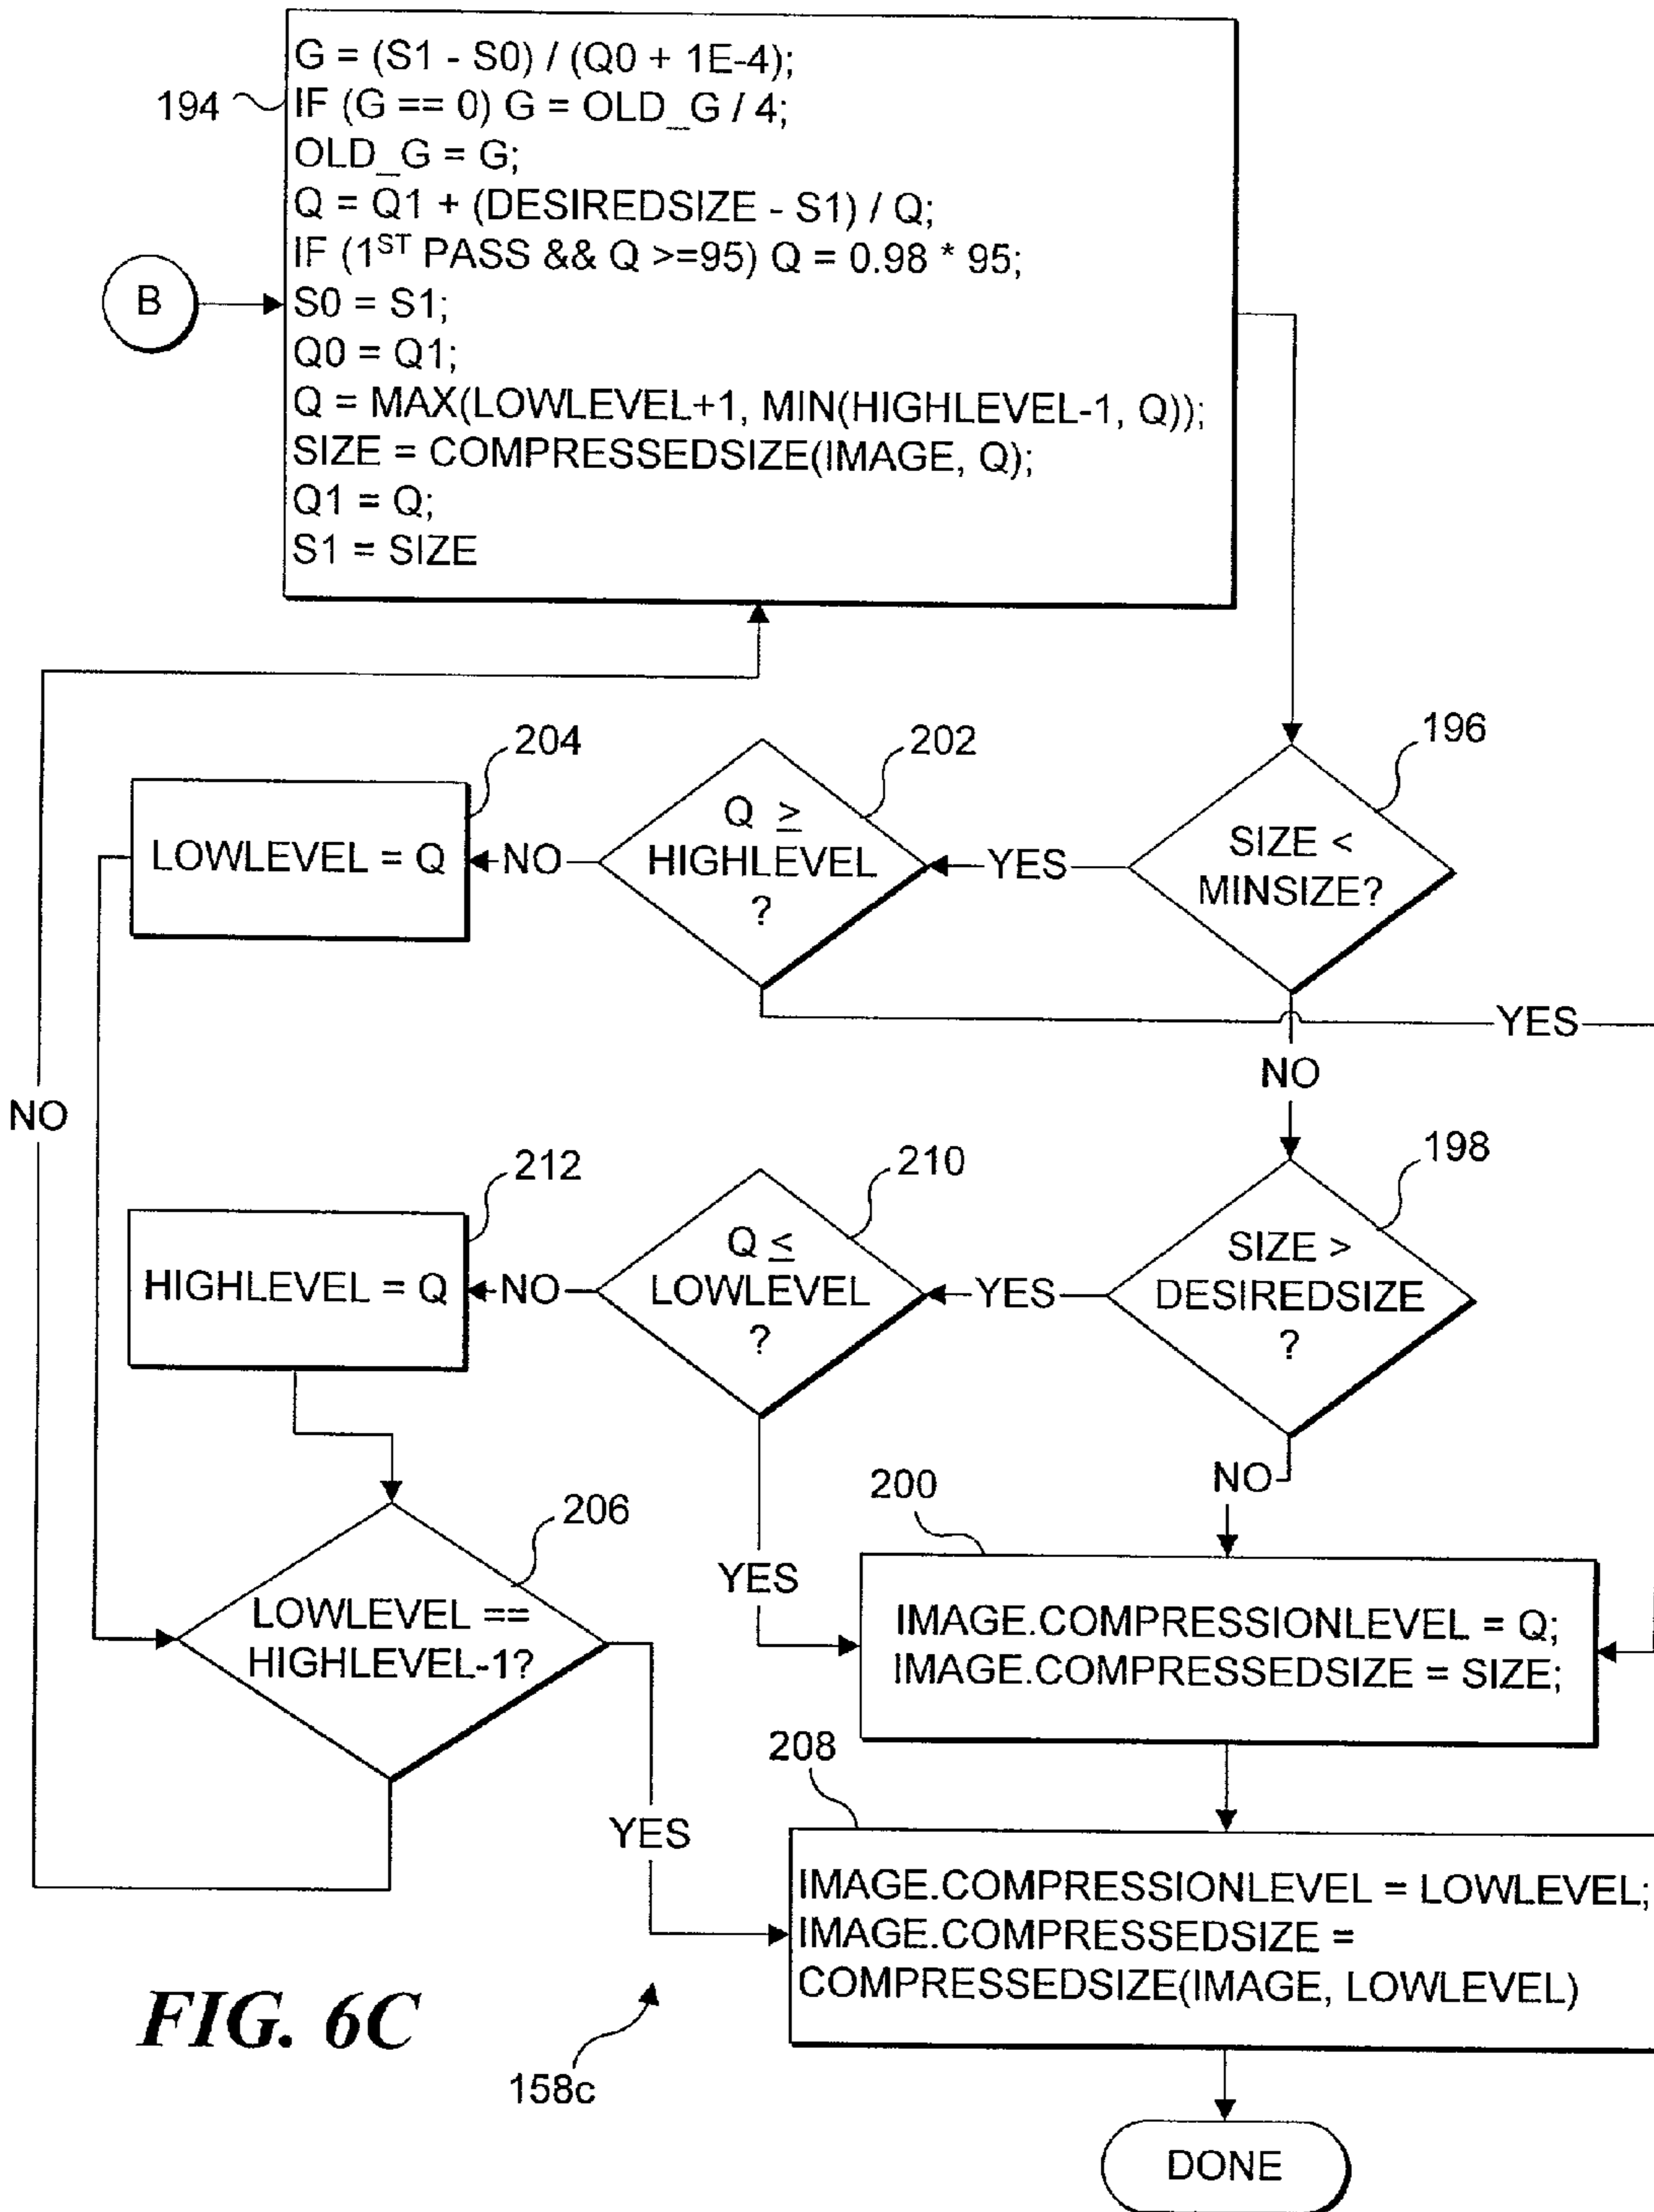 G = (S1 - S0) / (Q0 + 1E-4);
194
IF (G == 0) G = OLD_G / 4;
OLD_G = G;
Q = Q1 + (DESIREDSIZE - S1) / Q;
IF (1ST PASS && Q >=95) Q = 0.98 * 95;
B
S0 = S1;
Q0 = Q1;
Q = MAX(LOWLEVEL+1, MIN(HIGHLEVEL-1, Q));
SIZE = COMPRESSEDSIZE(IMAGE, Q);
Q1 = Q;
S1 = SIZE
204
202
196
LOWLEVEL = Q
NO
Q ≥
HIGHLEVEL
?
YES
SIZE <
MINSIZE?
YES
NO
NO
212
210
198
HIGHLEVEL = Q
NO
Q ≤
LOWLEVEL
?
YES
SIZE >
DESIREDSIZE
?
NO
200
206
YES
LOWLEVEL ==
HIGHLEVEL-1?
IMAGE.COMPRESSIONLEVEL = Q;
IMAGE.COMPRESSEDSIZE = SIZE;
208
YES
IMAGE.COMPRESSIONLEVEL = LOWLEVEL;
IMAGE.COMPRESSEDSIZE =
COMPRESSEDSIZE(IMAGE, LOWLEVEL)
FIG. 6C
158c
DONE